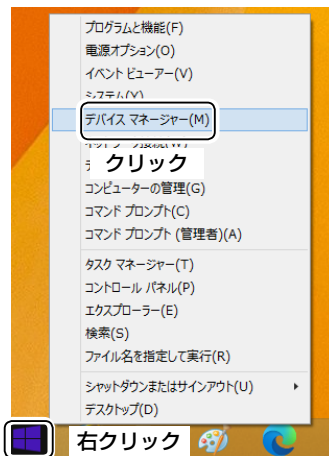 プログラムと機能(F)
電源オプション(O)
イベント ビューアー(V)
システム(Y)
デバイス マネージャー(M)
クリック
コンピューターの管理(G)
コマンド プロンプト(C)
コマンド プロンプト (管理者)(A)
タスク マネージャー(T)
コントロール パネル(P)
エクスプローラー(E)
検索(S)
ファイル名を指定して実行(R)
シャットダウンまたはサインアウト(U)
デスクトップ(D)
右クリック